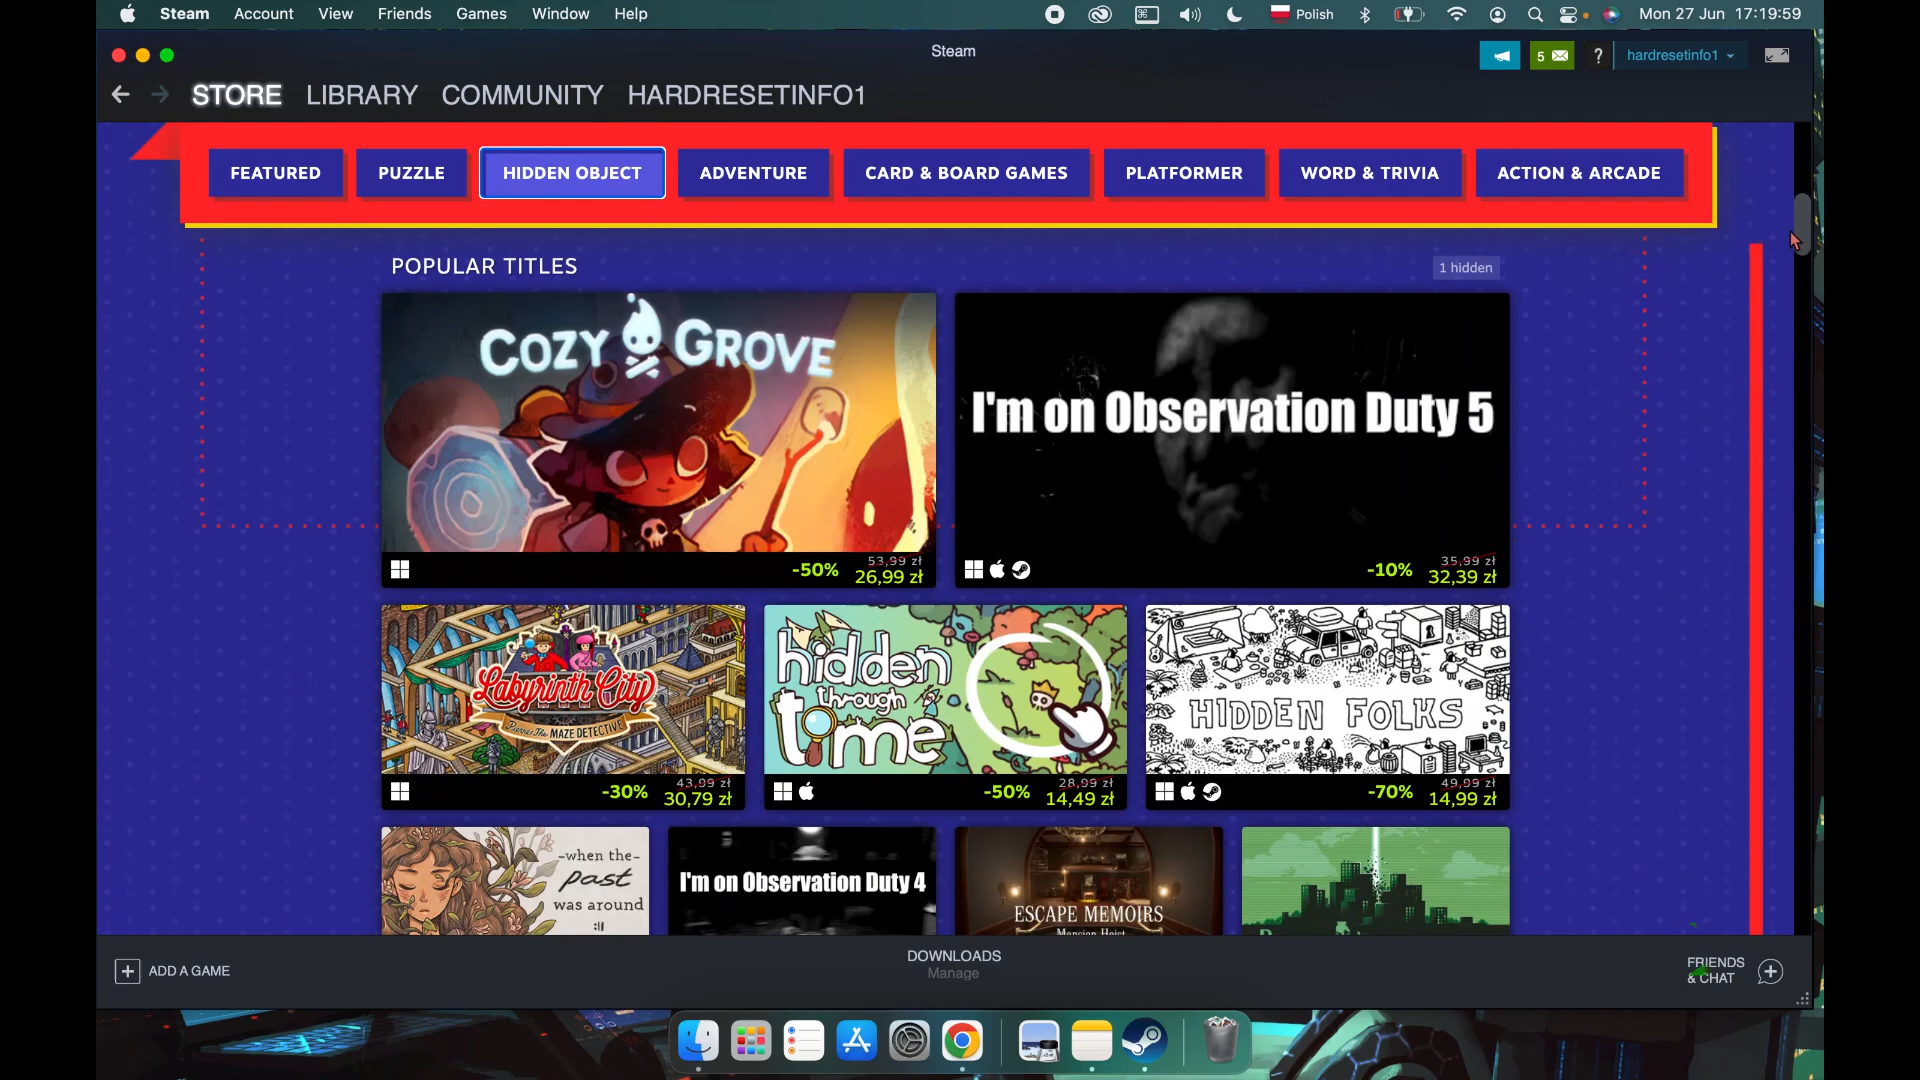 Steam Account View Friends Games Window Help Polish Mon 27 Jun 17:19:59
Steam
5 ? hardresetinfo1
STORE LIBRARY COMMUNITY HARDRESETINFO1
FEATURED PUZZLE HIDDEN OBJECT ADVENTURE CARD & BOARD GAMES PLATFORMER WORD & TRIVIA ACTION & ARCADE
POPULAR TITLES 1 hidden
COZY GROVE
I'm on Observation Duty 5
-50% 53,99 zł 26,99 zł
-10% 35,99 zł 32,39 zł
Labyrinth City
Pierre The MAZE DETECTIVE
hidden
through
time
HIDDEN FOLKS
-30% 43,99 zł 30,79 zł
-50% 28,99 zł 14,49 zł
-70% 49,99 zł 14,99 zł
-when the-
past
was around
I'm on Observation Duty 4
ESCAPE MEMOIRS
Mansion Heist
ADD A GAME
DOWNLOADS
Manage
FRIENDS
& CHAT